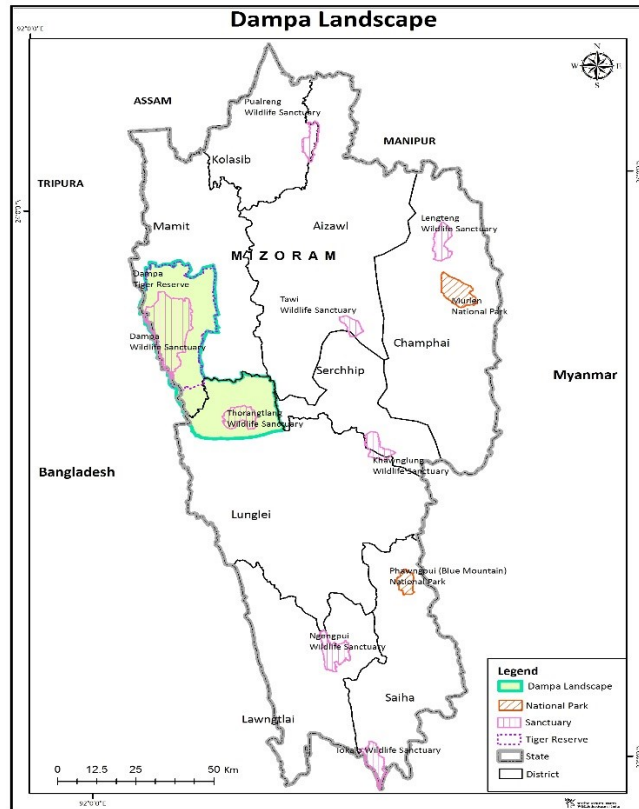 Dampa Landscape
92°0'0"E
N
W
E
S
ASSAM
Pualreng
Wildlife Sanctuary
MANIPUR
Kolasib
TRIPURA
Mamit
Aizawl
Lengteng
Wildlife Sanctuary
MIZORAM
Dampa
Tiger Reserve
Murlen
National Park
Tawi
Wildlife Sanctuary
Dampa
Wildlife Sanctuary
Champhai
Serchhip
Myanmar
Thorangtlang
Wildlife Sanctuary
Khawnglung
Wildlife Sanctuary
Bangladesh
Lunglei
Phawngpui (Blue Mountain)
National Park
Ngengpui
Wildlife Sanctuary
Saiha
Lawngtlai
Wildlife Sanctuary
Legend
Dampa Landscape
National Park
Sanctuary
Tiger Reserve
State
District
0 12.5 25 50 Km
92°0'0"E